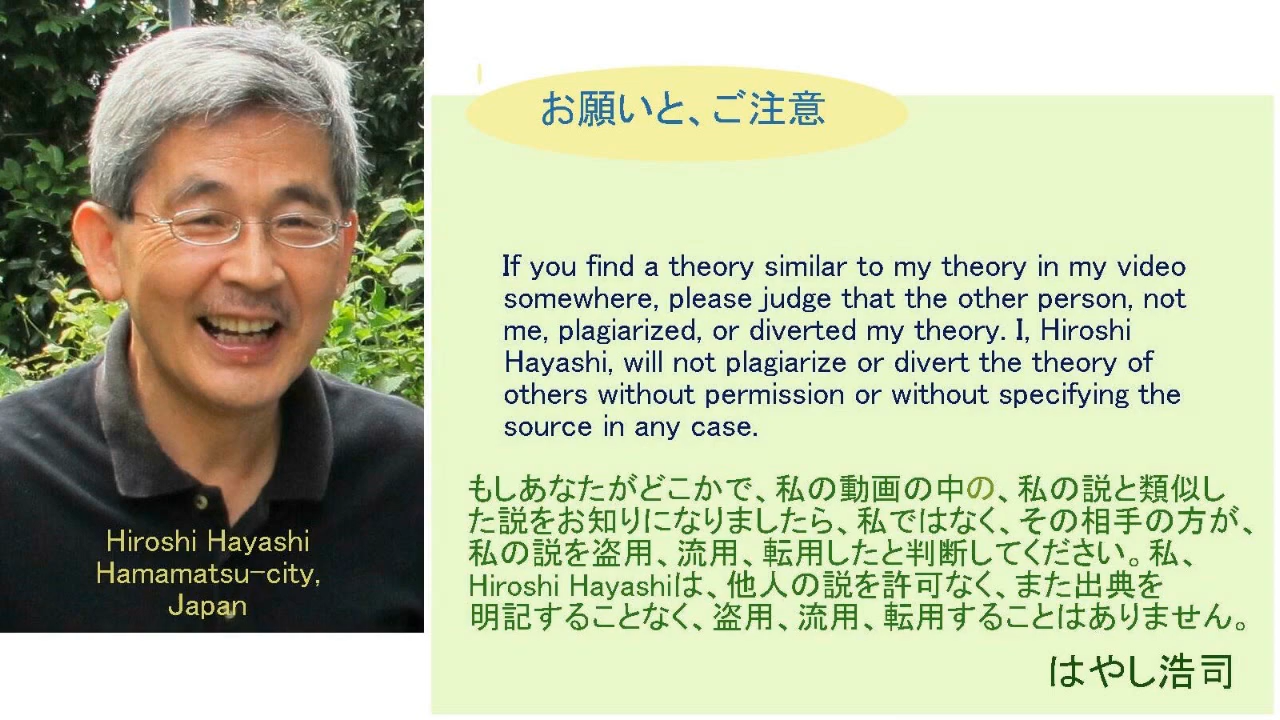 お願いと、ご注意
If you find a theory similar to my theory in my video
somewhere, please judge that the other person, not
me, plagiarized, or diverted my theory. I, Hiroshi
Hayashi, will not plagiarize or divert the theory of
others without permission or without specifying the
source in any case.
もしあなたがどこかで、私の動画の中の、私の説と類似し
た説をお知りになりましたら、私ではなく、その相手の方が、
私の説を盗用、流用、転用したと判断してください。私、
Hiroshi Hayashiは、他人の説を許可なく、また出典を
明記することなく、盗用、流用、転用することはありません。
はやし浩司
Hiroshi Hayashi
Hamamatsu-city,
Japan